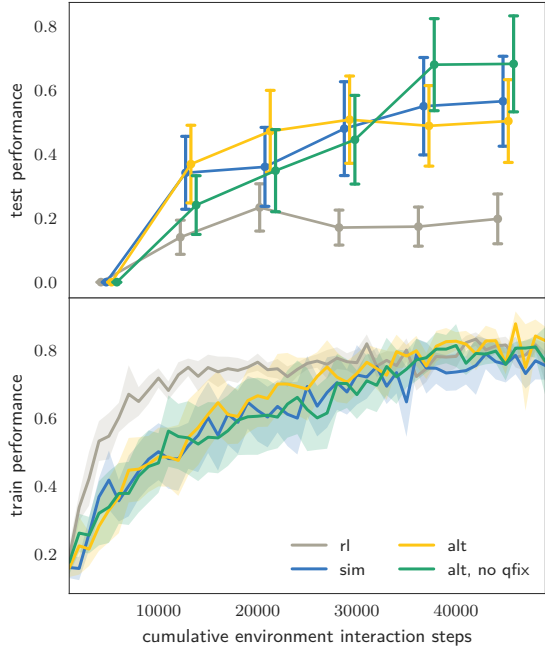 0.8
0.6
0.4
0.2
0.0
test performance
0.8
0.6
0.4
0.2
train performance
rl
alt
sim
alt, no qfix
10000 20000 30000 40000
cumulative environment interaction steps